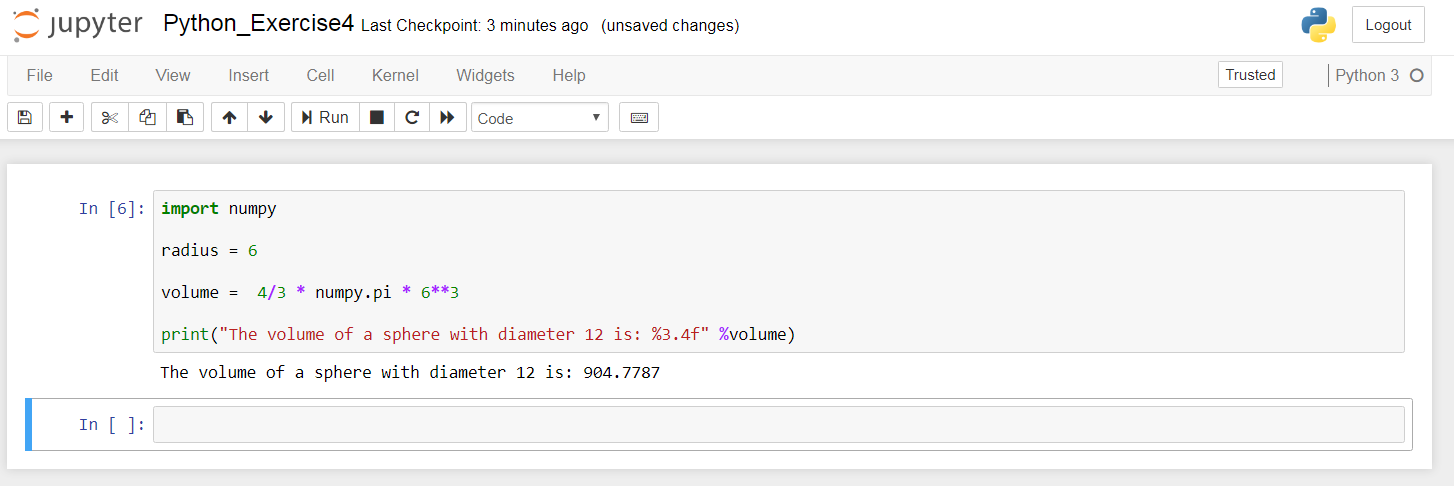 jupyter Python_Exercise4 Last Checkpoint: 3 minutes ago (unsaved changes) Logout
File Edit View Insert Cell Kernel Widgets Help Trusted Python 3
Run Code
In [6]: import numpy
radius = 6
volume =  4/3 * numpy.pi * 6**3
print("The volume of a sphere with diameter 12 is: %3.4f" %volume)
The volume of a sphere with diameter 12 is: 904.7787
In [ ]: